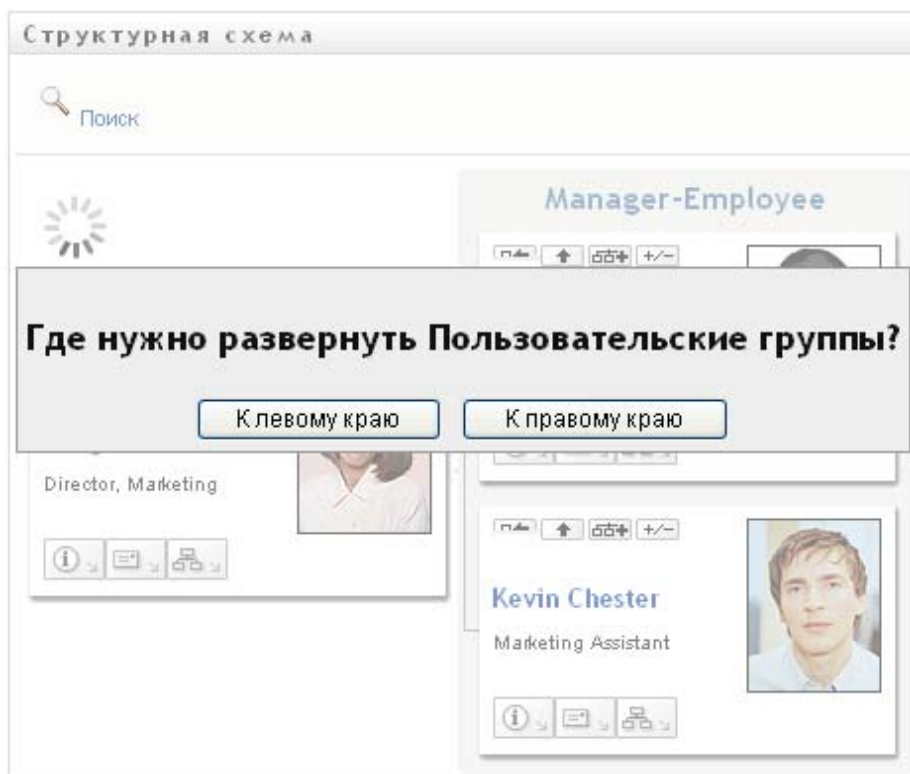 Структурная схема
Поиск
Manager-Employee
+/−
Где нужно развернуть Пользовательские группы?
К левому краю
К правому краю
Director, Marketing
+/−
Kevin Chester
Marketing Assistant